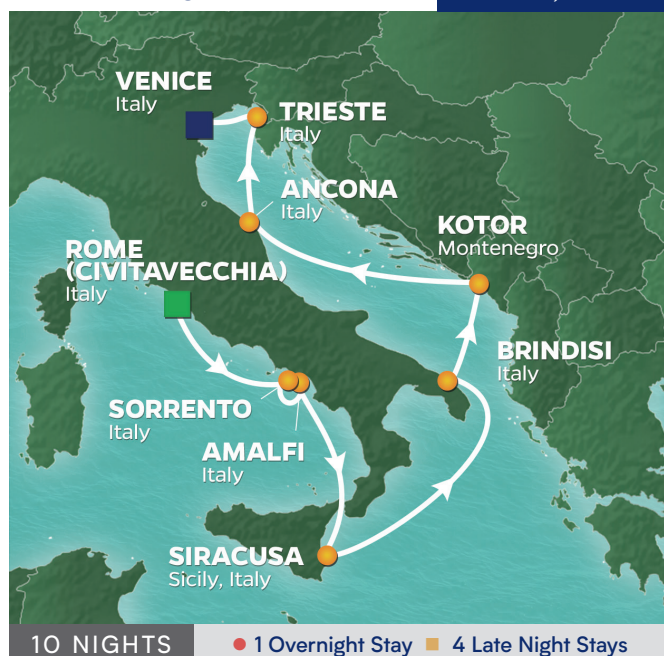 VENICE
Italy
TRIESTE
Italy
ANCONA
Italy
KOTOR
Montenegro
ROME
(CIVITAVECCHIA)
Italy
BRINDISI
Italy
SORRENTO
Italy
AMALFI
Italy
SIRACUSA
Sicily, Italy
10 NIGHTS
1 Overnight Stay
4 Late Night Stays